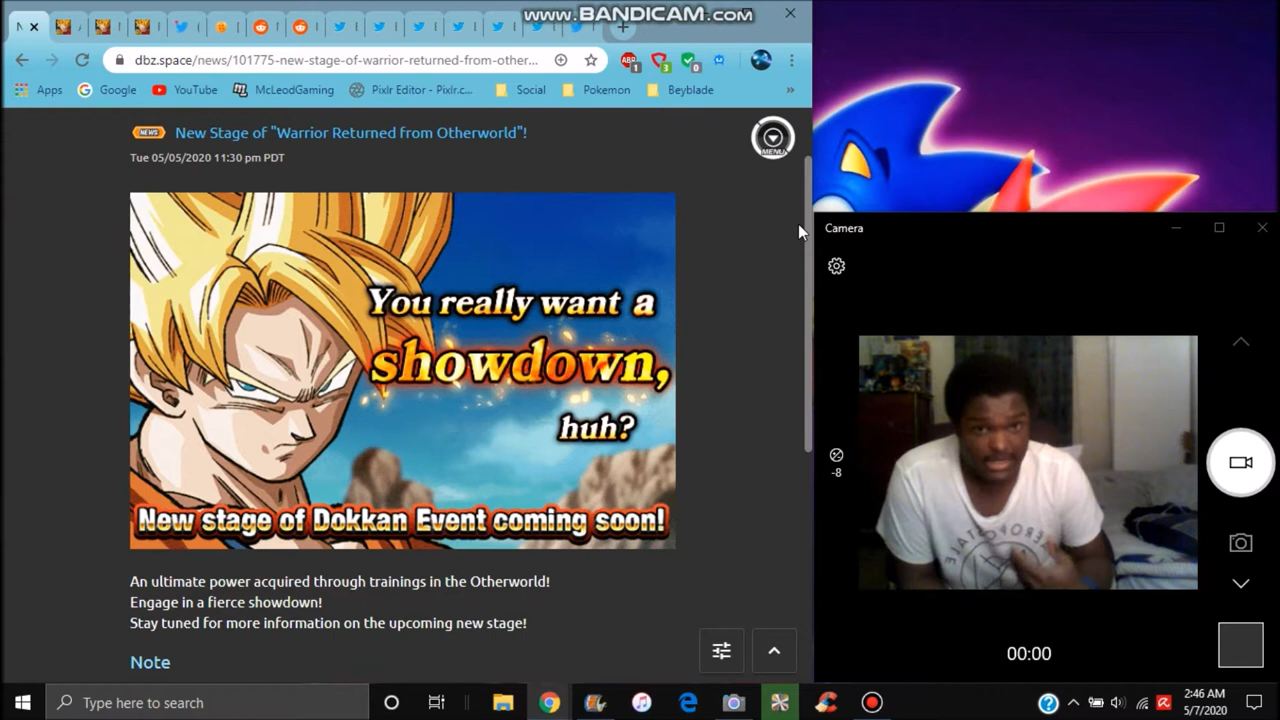 www.BANDICAM.com
dbz.space/news/101775-new-stage-of-warrior-returned-from-other...
1
3
0
Apps
Google
YouTube
McLeodGaming
Pixlr Editor - Pixlr.c...
Social
Pokemon
Beyblade
»
NEWS
New Stage of "Warrior Returned from Otherworld"!
MENU
Tue 05/05/2020 11:30 pm PDT
You really want a
showdown,
huh?
New stage of Dokkan Event coming soon!
An ultimate power acquired through trainings in the Otherworld!
Engage in a fierce showdown!
Stay tuned for more information on the upcoming new stage!
Note
Camera
-8
AEROPOSTALE
00:00
Type here to search
2:46 AM
5/7/2020